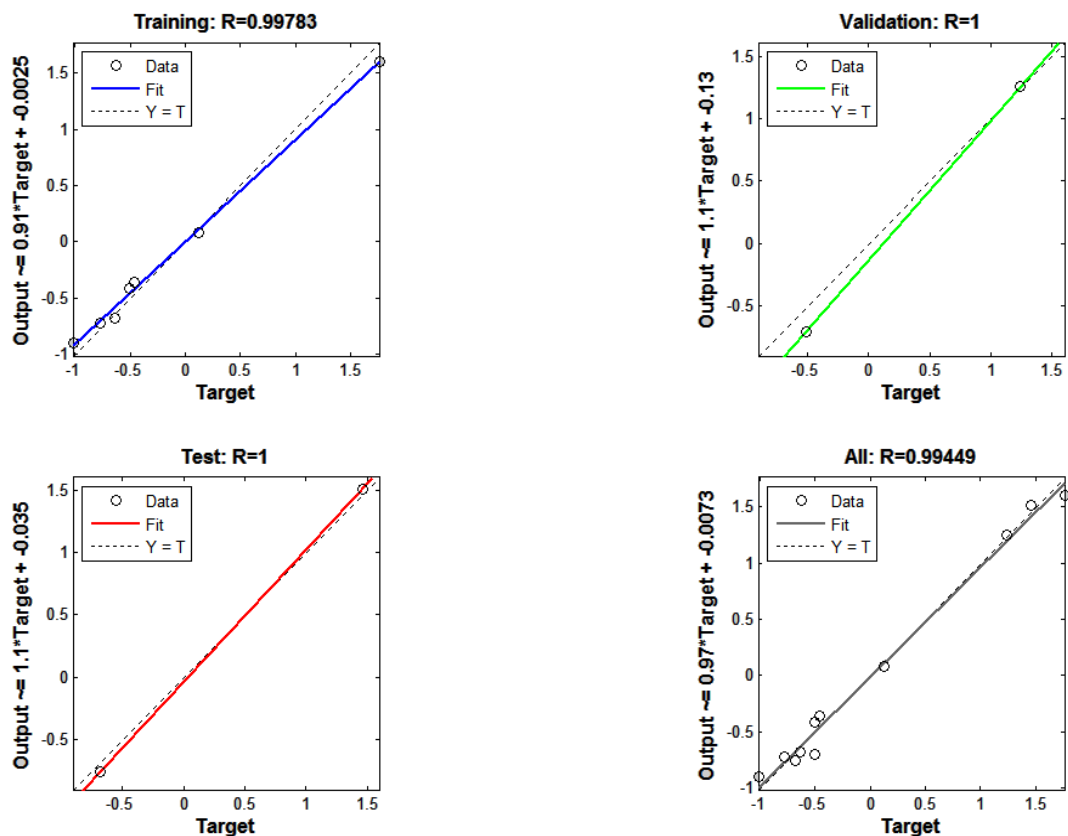 Training: R=0.99783
Output ~= 0.91*Target + -0.0025
Data
Fit
Y = T
1.5
1
0.5
0
-0.5
-1
-1 -0.5 0 0.5 1 1.5
Target
Validation: R=1
Output ~= 1.1*Target + -0.13
Data
Fit
Y = T
1.5
1
0.5
0
-0.5
-0.5 0 0.5 1 1.5
Target
Test: R=1
Output ~= 1.1*Target + -0.035
Data
Fit
Y = T
1.5
1
0.5
0
-0.5
-0.5 0 0.5 1 1.5
Target
All: R=0.99449
Output ~= 0.97*Target + -0.0073
Data
Fit
Y = T
1.5
1
0.5
0
-0.5
-1
-1 -0.5 0 0.5 1 1.5
Target